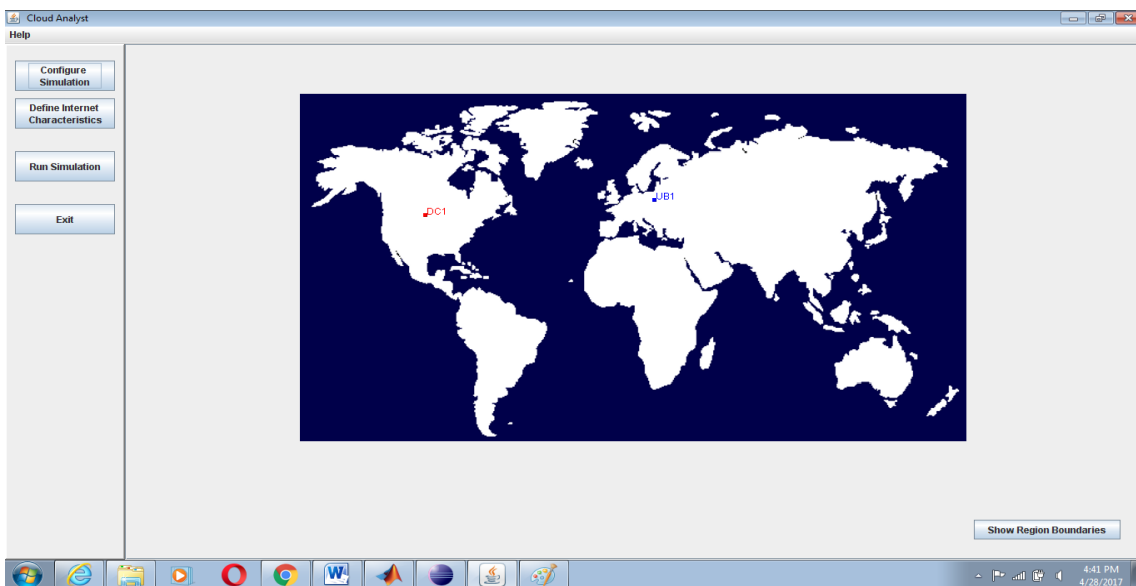 Cloud Analyst
Help
Configure
Simulation
Define Internet
Characteristics
Run Simulation
Exit
DC1
UB1
Show Region Boundaries
4:41 PM
4/28/2017